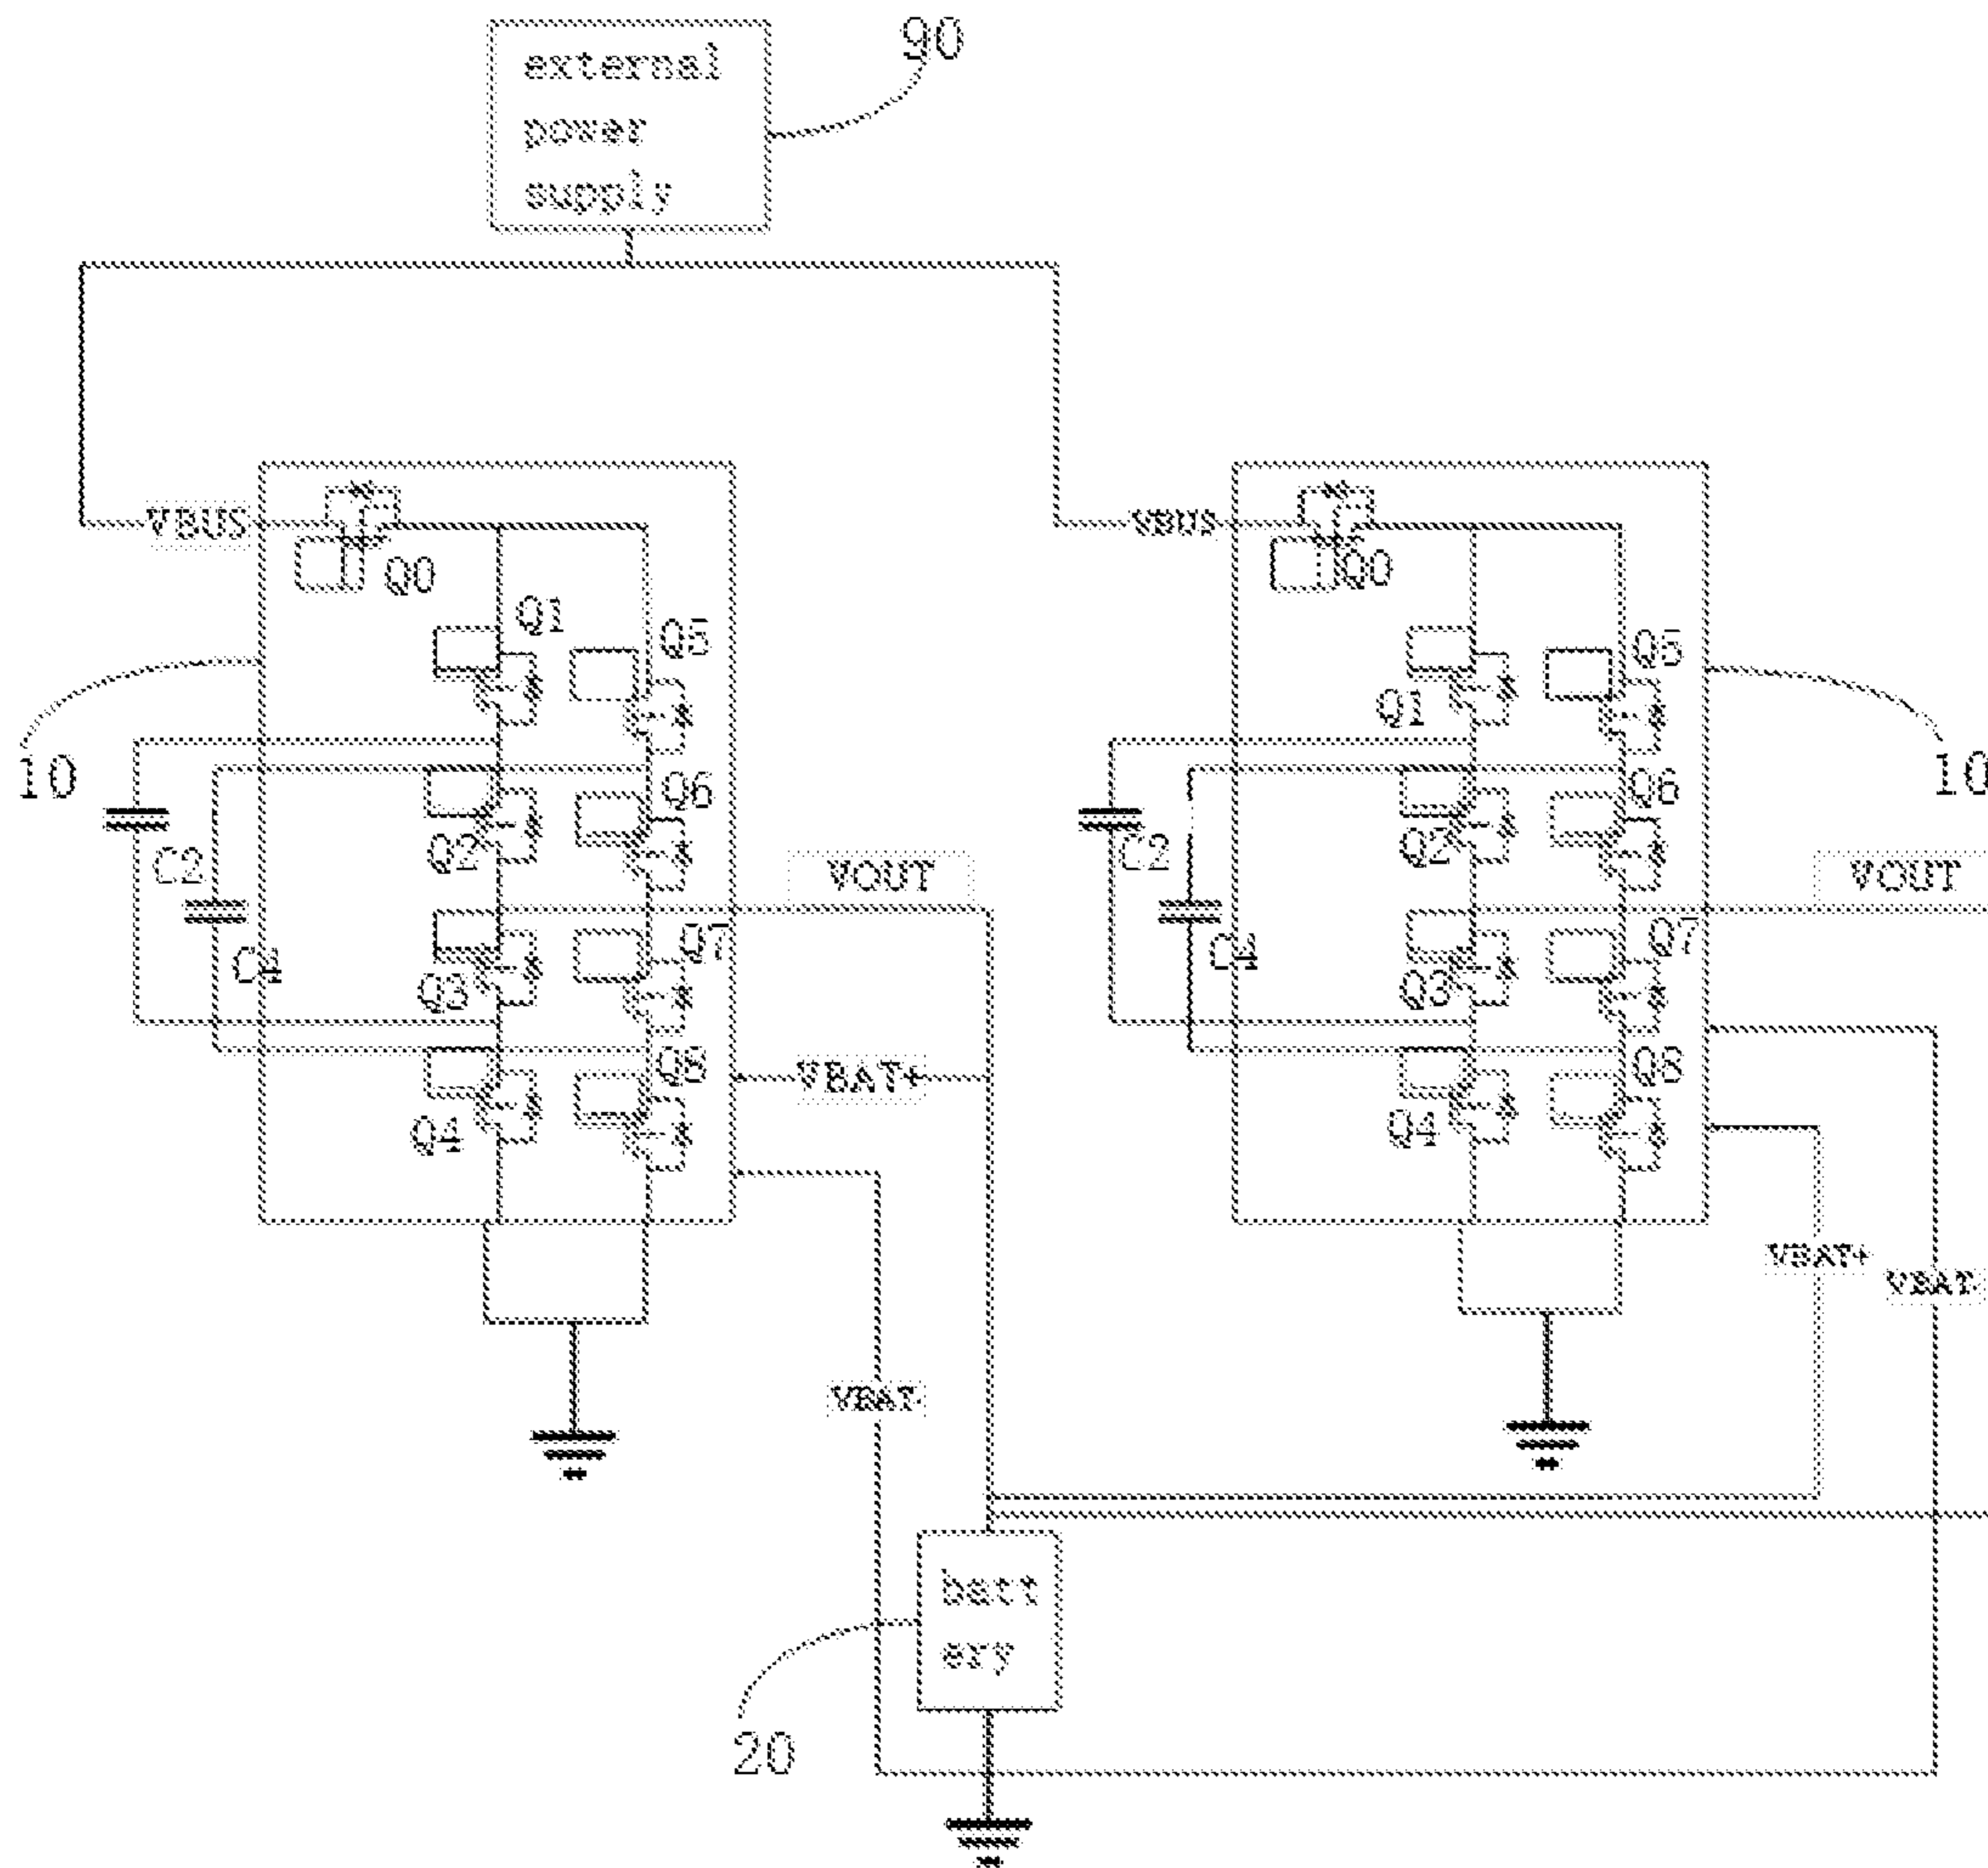 90
external
power
supply
VBUS
Q0
Q1
Q5
10
Q2
Q6
C2
C4
VOUT
Q3
Q7
VBAT+
Q4
Q8
VBAT-
VBUS
Q0
Q1
Q5
10
Q2
Q6
C2
C4
VOUT
Q3
Q7
Q4
Q8
VBAT+
VBAT-
batt
ery
20